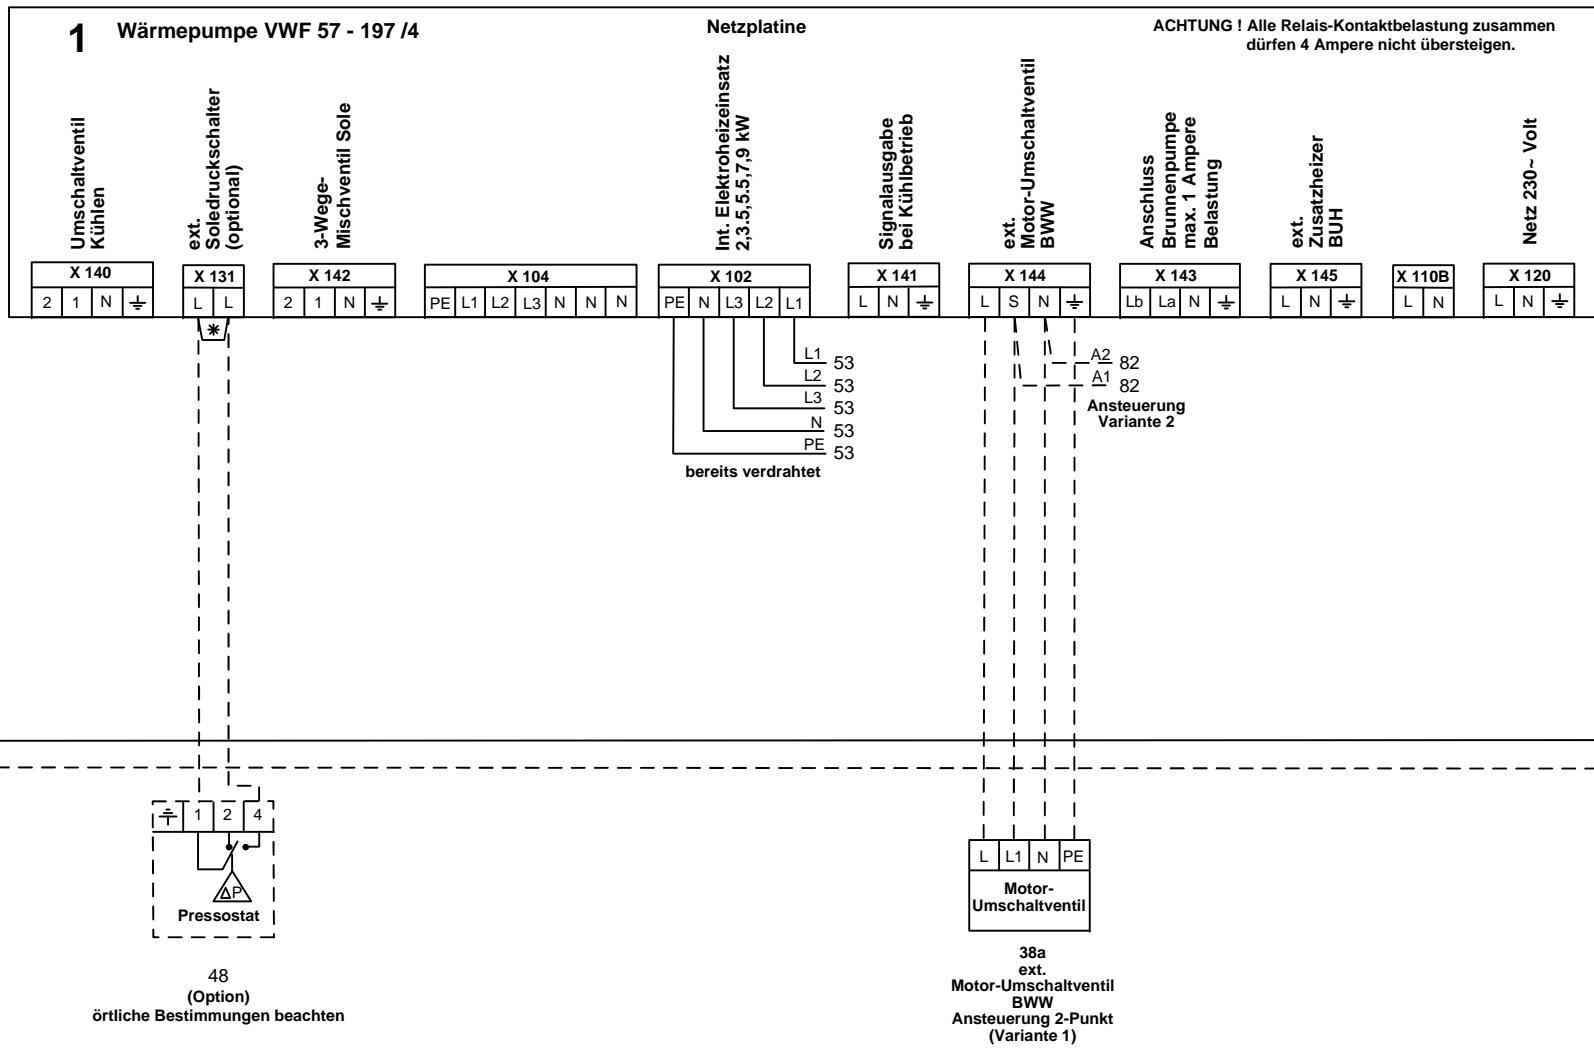 1 Wärmepumpe VWF 57 - 197 /4
Netzplatine
ACHTUNG ! Alle Relais-Kontaktbelastung zusammen
dürfen 4 Ampere nicht übersteigen.
Umschaltventil
Kühlen
ext.
Soledruckschalter
(optional)
3-Wege-
Mischventil Sole
Int. Elektroheizeinsatz
2,3.5,5.5,7,9 kW
Signalausgabe
bei Kühlbetrieb
ext.
Motor-Umschaltventil
BWW
Anschluss
Brunnenpumpe
max. 1 Ampere
Belastung
ext.
Zusatzheizer
BUH
Netz 230~ Volt
X 140
2 1 N
X 131
L L
X 142
2 1 N
X 104
PE L1 L2 L3 N N N
X 102
PE N L3 L2 L1
X 141
L N
X 144
L S N
X 143
Lb La N
X 145
L N
X 110B
L N
X 120
L N
*
L1 53
L2 53
L3 53
N 53
PE 53
bereits verdrahtet
A2 82
A1 82
Ansteuerung
Variante 2
1 2 4
ΔP
Pressostat
48
(Option)
örtliche Bestimmungen beachten
L L1 N PE
Motor-
Umschaltventil
38a
ext.
Motor-Umschaltventil
BWW
Ansteuerung 2-Punkt
(Variante 1)